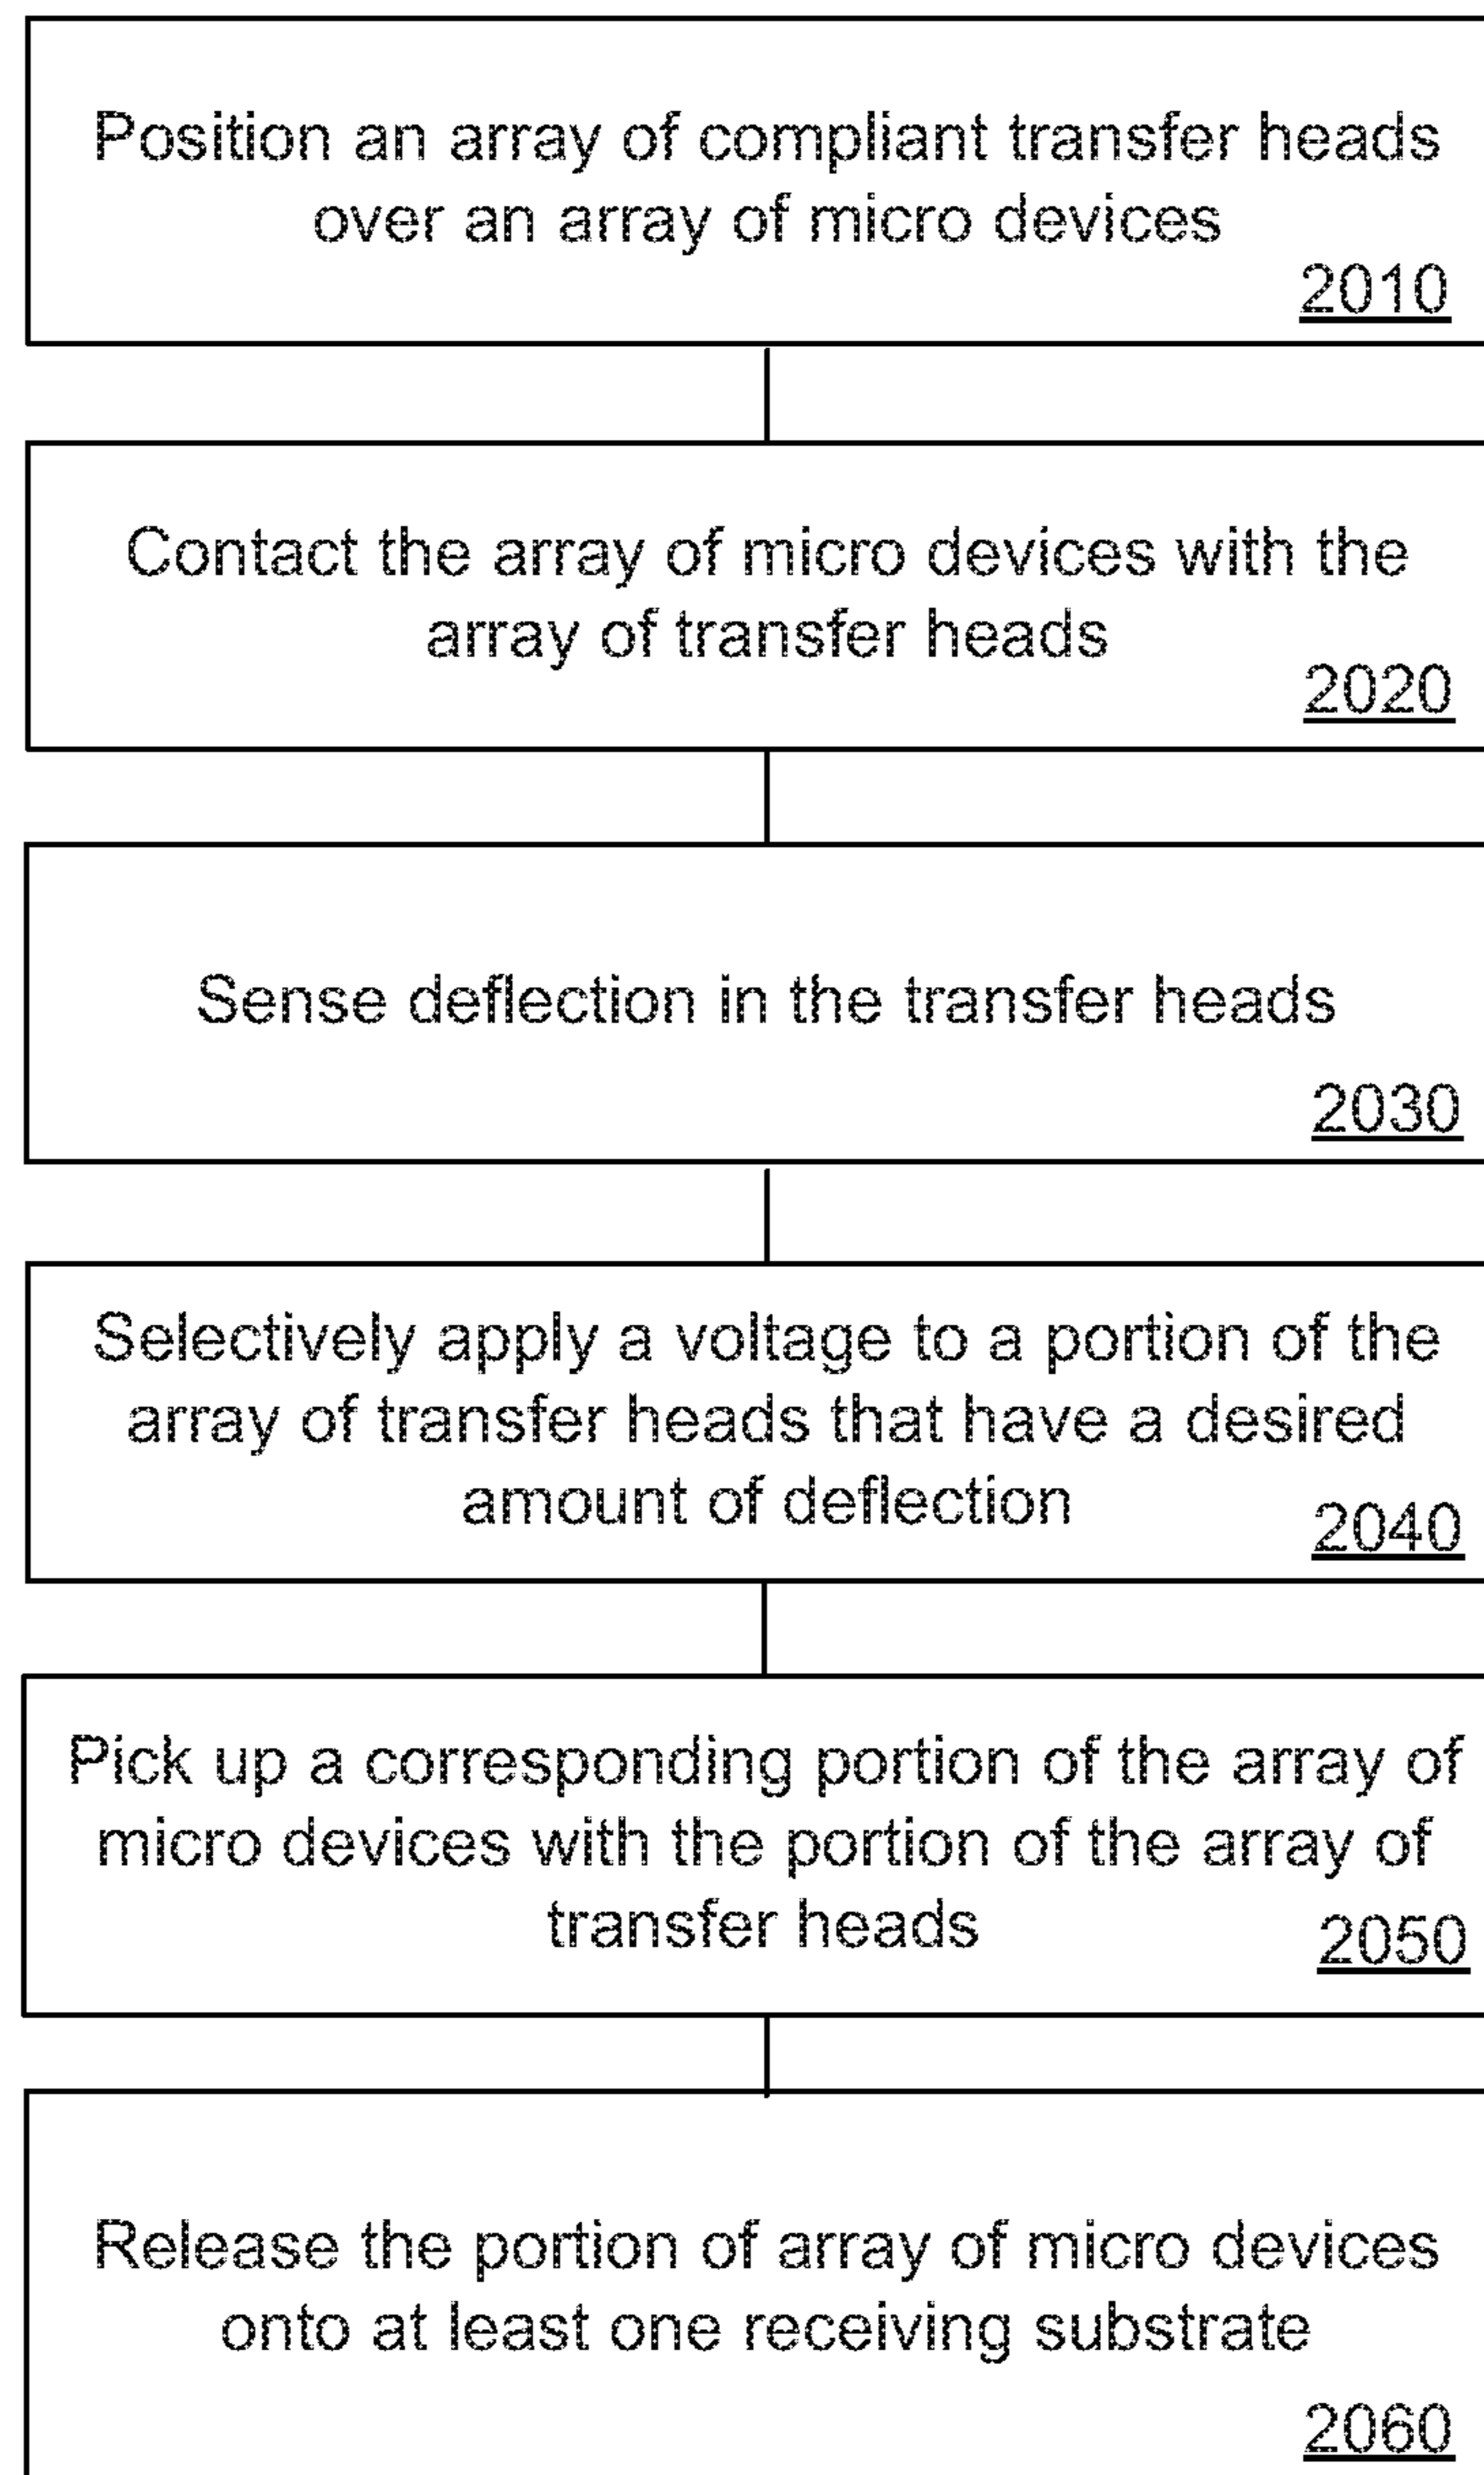 Position an array of compliant transfer heads
over an array of micro devices
2010
Contact the array of micro devices with the
array of transfer heads
2020
Sense deflection in the transfer heads
2030
Selectively apply a voltage to a portion of the
array of transfer heads that have a desired
amount of deflection
2040
Pick up a corresponding portion of the array of
micro devices with the portion of the array of
transfer heads
2050
Release the portion of array of micro devices
onto at least one receiving substrate
2060